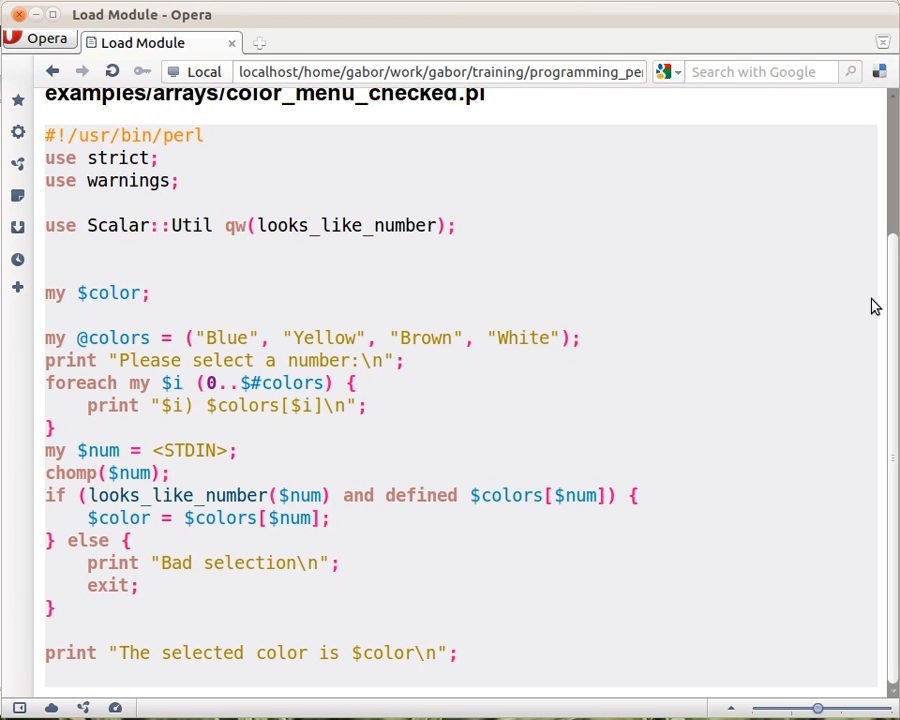 Load Module - Opera
Opera
Load Module
Local
localhost/home/gabor/work/gabor/training/programming_per
Search with Google
examples/arrays/color_menu_checked.pl
#!/usr/bin/perl
use strict;
use warnings;
use Scalar::Util qw(looks_like_number);
my $color;
my @colors = ("Blue", "Yellow", "Brown", "White");
print "Please select a number:\n";
foreach my $i (0..$#colors) {
    print "$i) $colors[$i]\n";
}
my $num = <STDIN>;
chomp($num);
if (looks_like_number($num) and defined $colors[$num]) {
    $color = $colors[$num];
} else {
    print "Bad selection\n";
    exit;
}
print "The selected color is $color\n";